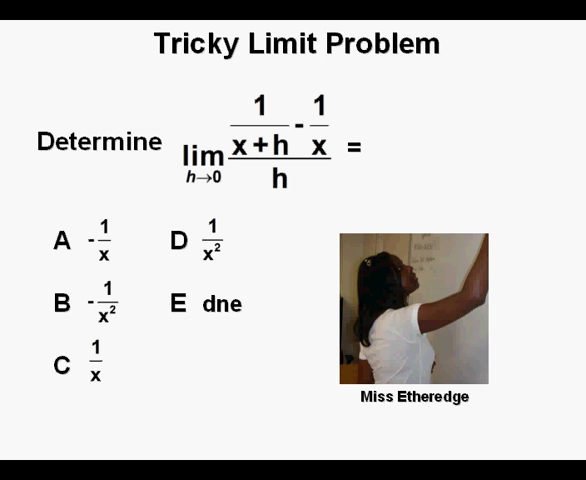 Tricky Limit Problem
Determine lim h→0 (1/(x+h) - 1/x)/h =
A -1/x
B -1/x²
C 1/x
D 1/x²
E dne
Miss Etheredge